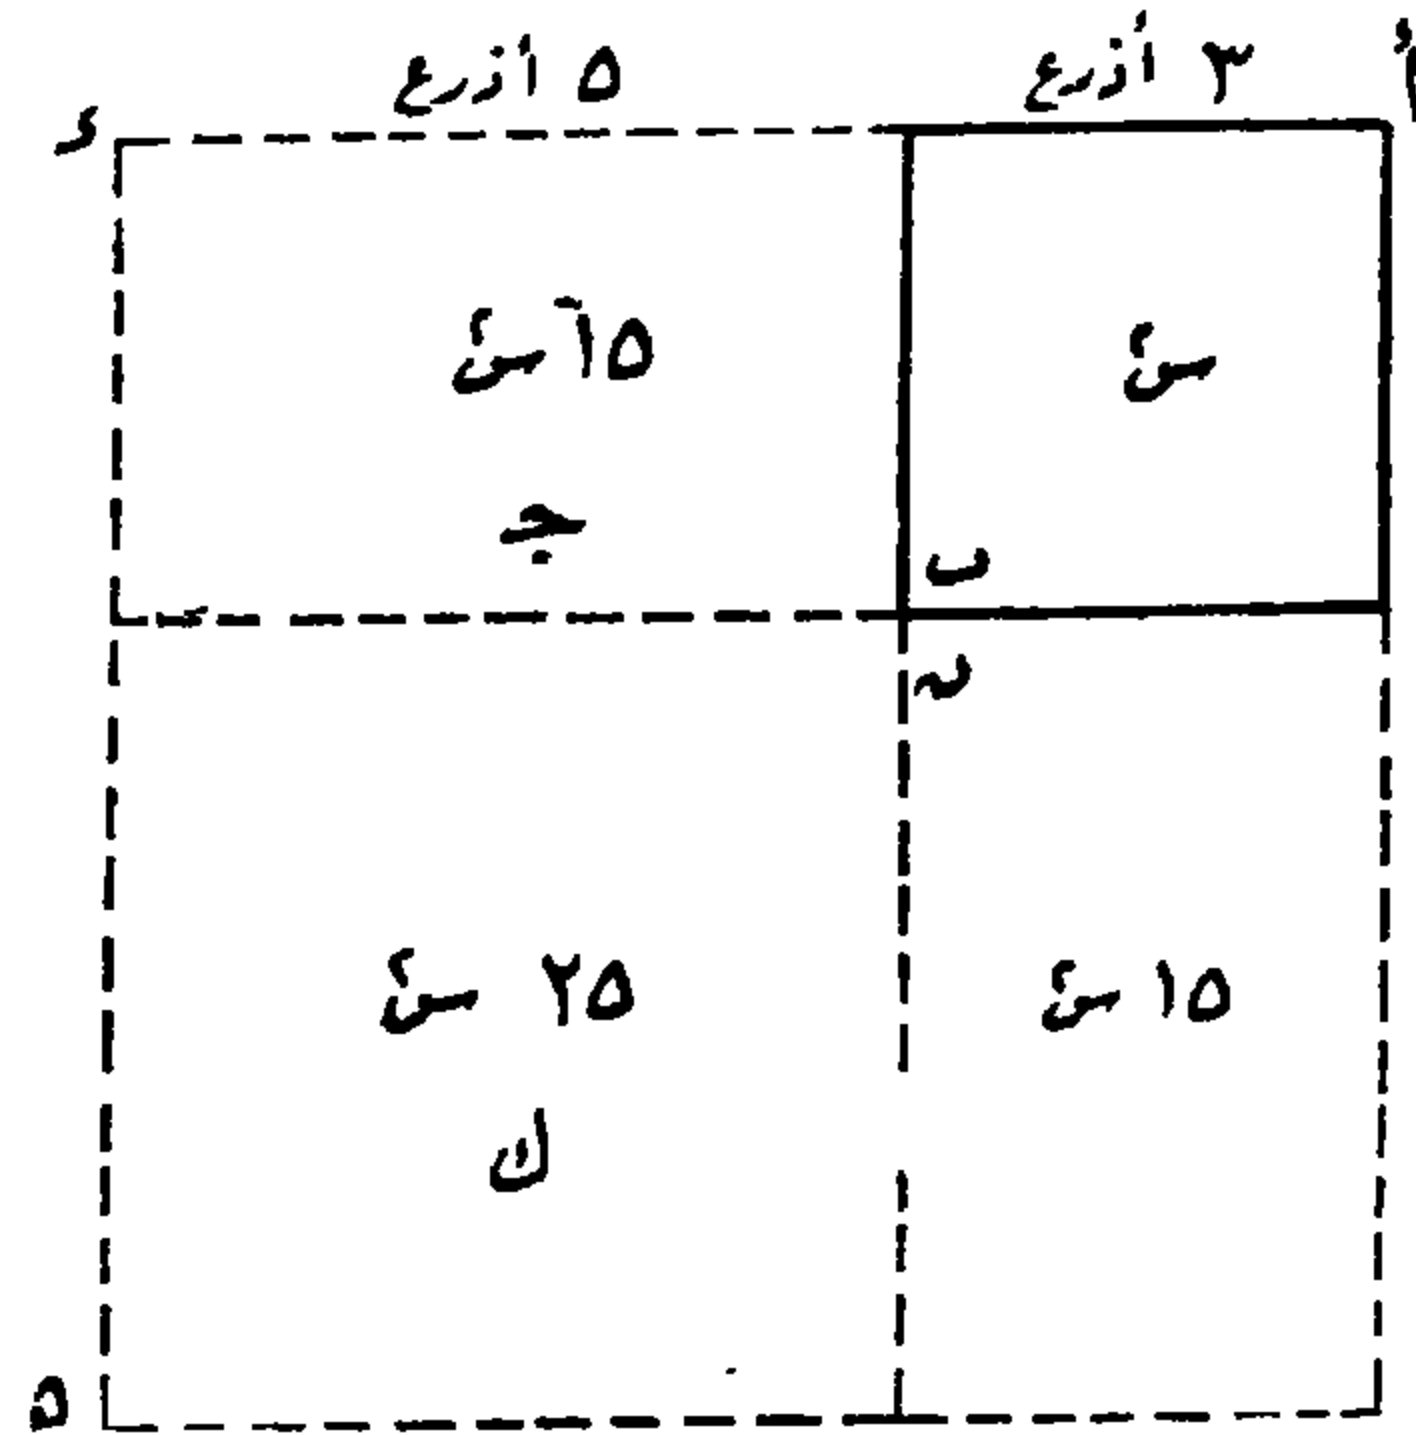 أ ٣ أذرع ٥ أذرع د
س٢ ١٥ س٢
ب جـ
ن
١٥ س٢ ٢٥ س٢
ك
ه